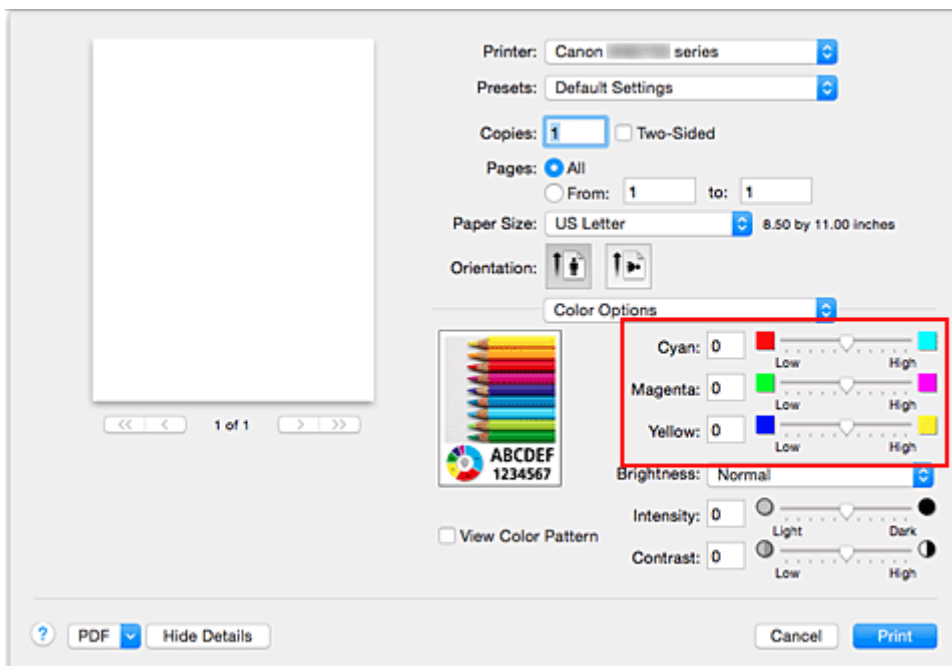 Printer: Canon series
Presets: Default Settings
Copies: 1 Two-Sided
Pages: All
From: 1 to: 1
Paper Size: US Letter 8.50 by 11.00 inches
Orientation:
Color Options
Cyan: 0
Low High
Magenta: 0
Low High
Yellow: 0
Low High
ABCDEF
1234567
Brightness: Normal
Intensity: 0
Light Dark
Contrast: 0
Low High
View Color Pattern
1 of 1
? PDF Hide Details Cancel Print